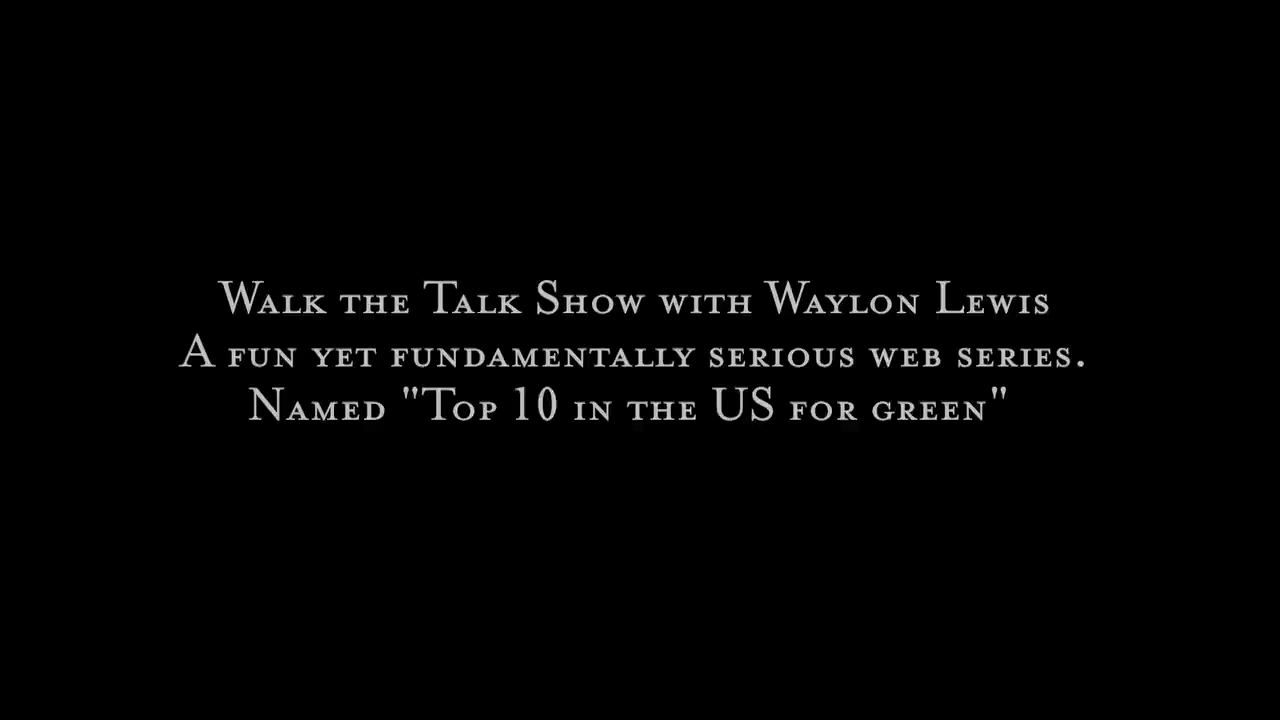 Walk the Talk Show with Waylon Lewis
A fun yet fundamentally serious web series.
Named "Top 10 in the US for green"